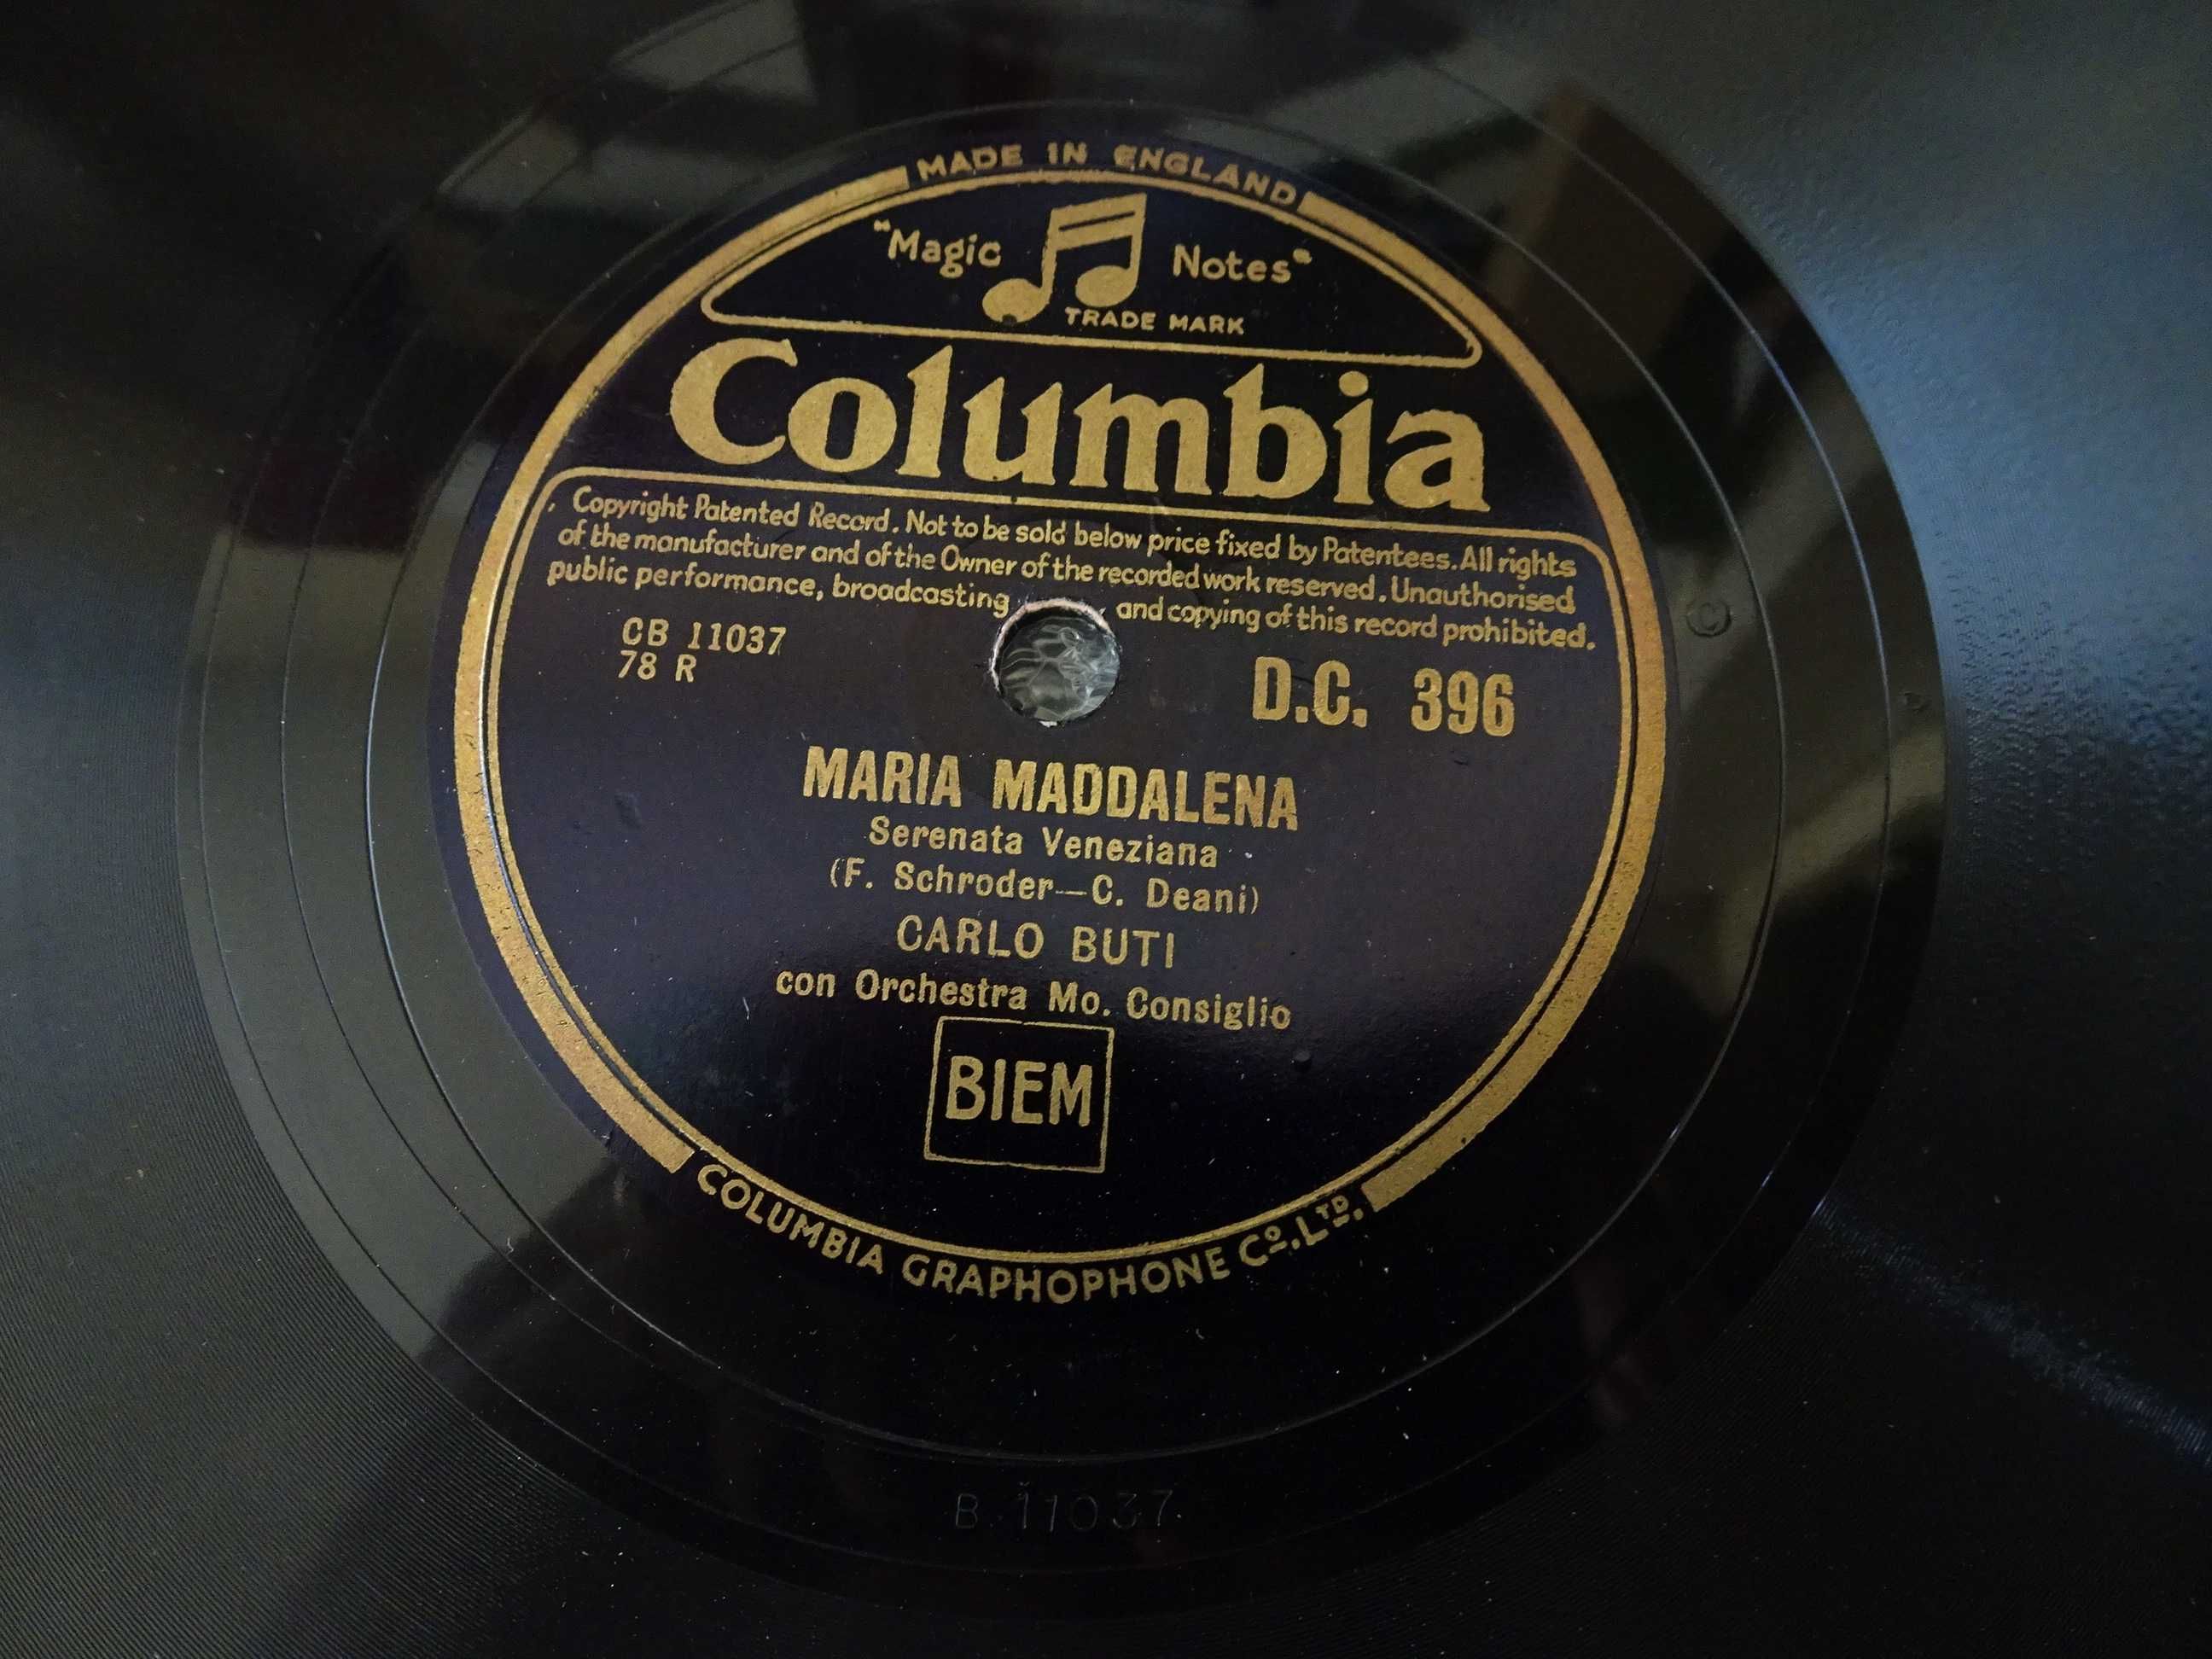 MADE IN ENGLAND
"Magic Notes"
TRADE MARK
Columbia
Copyright Patented Record. Not to be sold below price fixed by Patentees. All rights
of the manufacturer and of the Owner of the recorded work reserved. Unauthorised
public performance, broadcasting and copying of this record prohibited.
CB 11037
78 R
D.C. 396
MARIA MADDALENA
Serenata Veneziana
(F. Schroder—C. Deani)
CARLO BUTI
con Orchestra Mo. Consiglio
BIEM
COLUMBIA GRAPHOPHONE Co. LTD.
B 11037
C